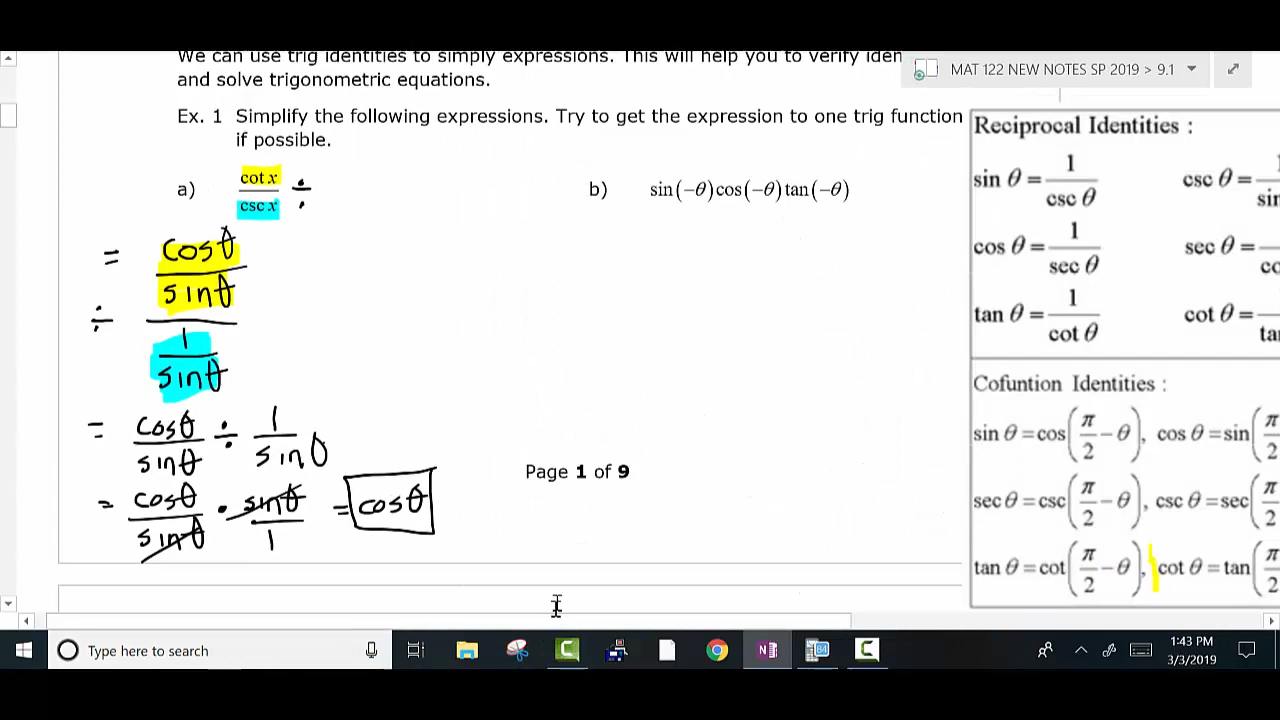 We can use trig identities to simply expressions. This will help you to verify iden
and solve trigonometric equations.
MAT 122 NEW NOTES SP 2019 > 9.1
Ex. 1 Simplify the following expressions. Try to get the expression to one trig function
if possible.
a) cot x / csc x ÷
b) sin(−θ)cos(−θ)tan(−θ)
= cosθ
sinθ
÷
1
sinθ
= cosθ/sinθ ÷ 1/sinθ
= cosθ/sinθ · sinθ/1 = cosθ
Page 1 of 9
Reciprocal Identities :
sin θ = 1/csc θ csc θ = 1/sin
cos θ = 1/sec θ sec θ =
tan θ = 1/cot θ cot θ =
Cofuntion Identities :
sin θ = cos(π/2 − θ), cos θ = sin(π/2
sec θ = csc(π/2 − θ), csc θ = sec(π/2
tan θ = cot(π/2 − θ), cot θ = tan(π/2
Type here to search
1:43 PM
3/3/2019